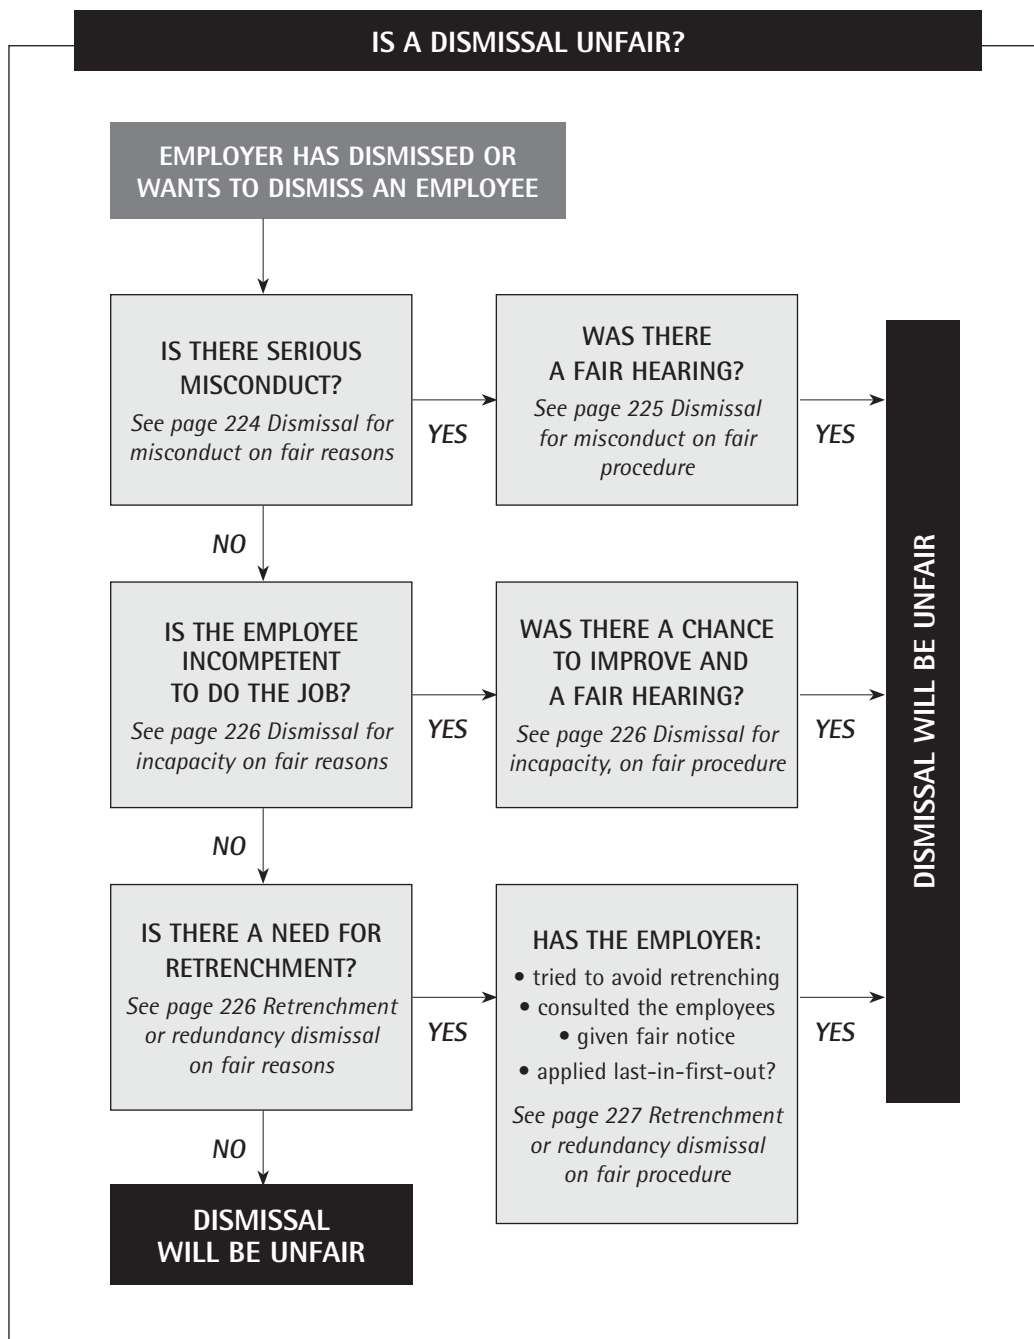 IS A DISMISSAL UNFAIR?
EMPLOYER HAS DISMISSED OR
WANTS TO DISMISS AN EMPLOYEE
IS THERE SERIOUS
MISCONDUCT?
See page 224 Dismissal for
misconduct on fair reasons
YES
WAS THERE
A FAIR HEARING?
See page 225 Dismissal
for misconduct on fair
procedure
YES
NO
IS THE EMPLOYEE
INCOMPETENT
TO DO THE JOB?
See page 226 Dismissal for
incapacity on fair reasons
YES
WAS THERE A CHANCE
TO IMPROVE AND
A FAIR HEARING?
See page 226 Dismissal for
incapacity, on fair procedure
YES
NO
IS THERE A NEED FOR
RETRENCHMENT?
See page 226 Retrenchment
or redundancy dismissal
on fair reasons
YES
HAS THE EMPLOYER:
• tried to avoid retrenching
• consulted the employees
• given fair notice
• applied last-in-first-out?
See page 227 Retrenchment
or redundancy dismissal
on fair procedure
YES
NO
DISMISSAL
WILL BE UNFAIR
DISMISSAL WILL BE UNFAIR